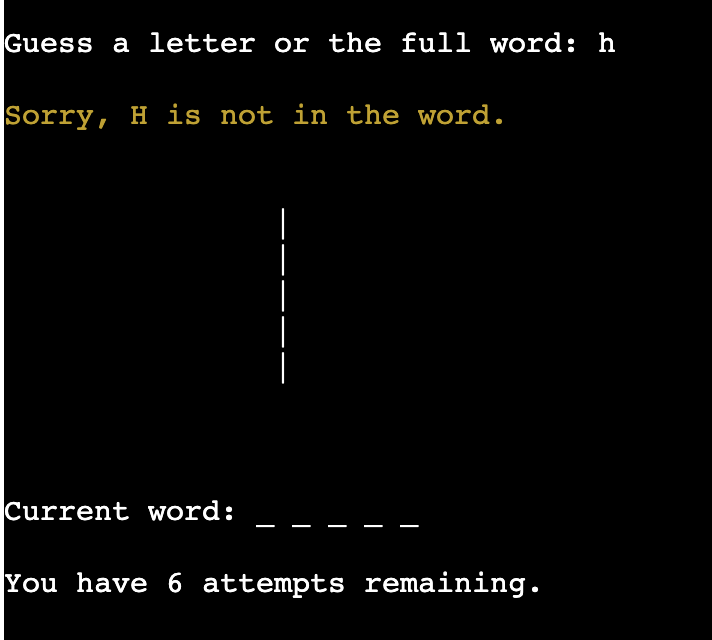 Guess a letter or the full word: h
Sorry, H is not in the word.
|
|
|
|
|
Current word: _ _ _ _ _
You have 6 attempts remaining.